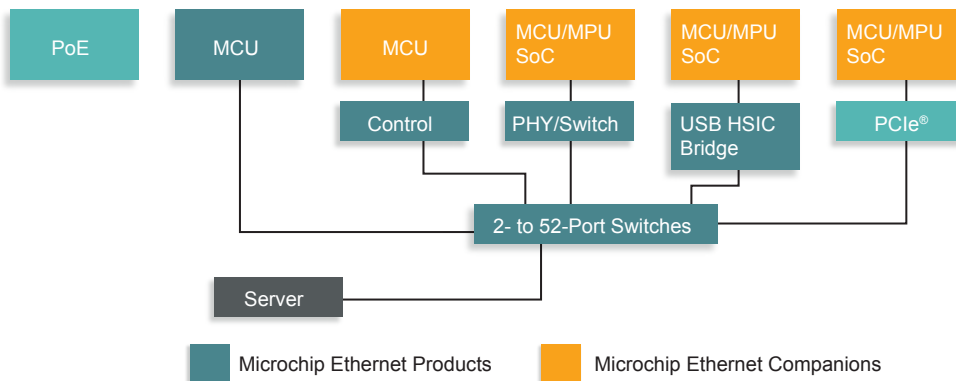 PoE
MCU
MCU
MCU/MPU
SoC
MCU/MPU
SoC
MCU/MPU
SoC
Control
PHY/Switch
USB HSIC
Bridge
PCIe®
2- to 52-Port Switches
Server
Microchip Ethernet Products
Microchip Ethernet Companions